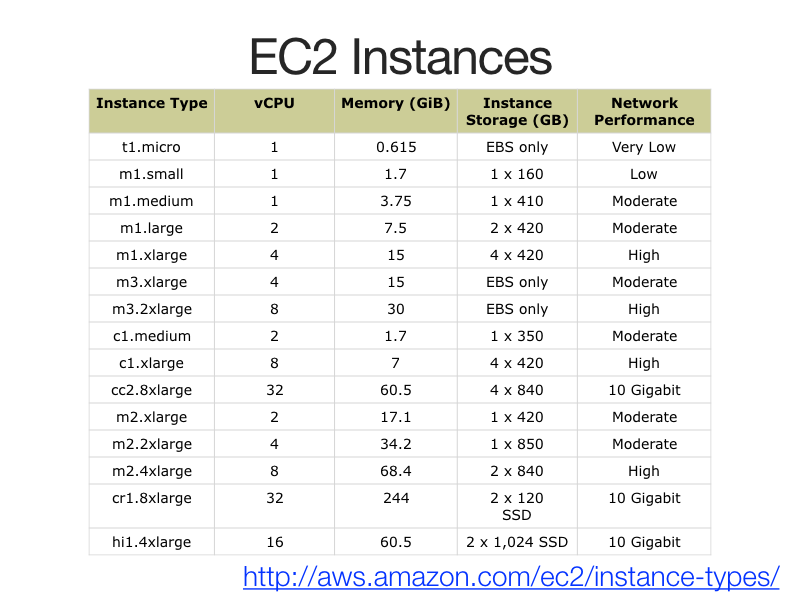 EC2 Instances
Instance Type vCPU Memory (GiB) Instance Storage (GB) Network Performance
t1.micro 1 0.615 EBS only Very Low
m1.small 1 1.7 1 x 160 Low
m1.medium 1 3.75 1 x 410 Moderate
m1.large 2 7.5 2 x 420 Moderate
m1.xlarge 4 15 4 x 420 High
m3.xlarge 4 15 EBS only Moderate
m3.2xlarge 8 30 EBS only High
c1.medium 2 1.7 1 x 350 Moderate
c1.xlarge 8 7 4 x 420 High
cc2.8xlarge 32 60.5 4 x 840 10 Gigabit
m2.xlarge 2 17.1 1 x 420 Moderate
m2.2xlarge 4 34.2 1 x 850 Moderate
m2.4xlarge 8 68.4 2 x 840 High
cr1.8xlarge 32 244 2 x 120 SSD 10 Gigabit
hi1.4xlarge 16 60.5 2 x 1,024 SSD 10 Gigabit
http://aws.amazon.com/ec2/instance-types/